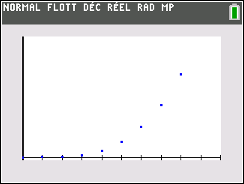 NORMAL FLOTT DÉC RÉEL RAD MP